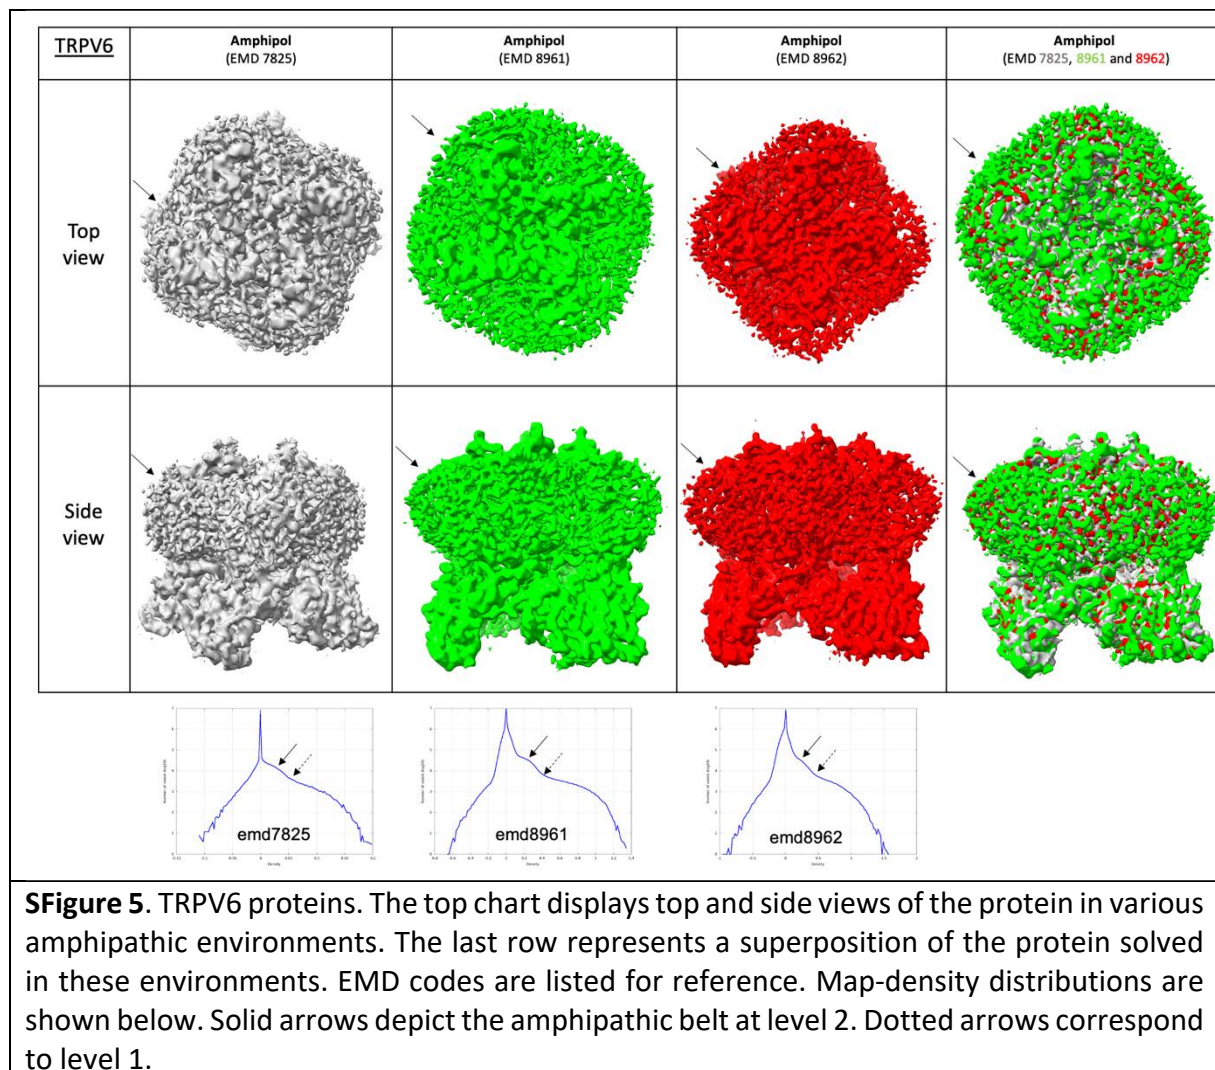 TRPV6
Amphipol
(EMD 7825)
Amphipol
(EMD 8961)
Amphipol
(EMD 8962)
Amphipol
(EMD 7825, 8961 and 8962)
Top
view
Side
view
emd7825
Density
emd8961
Density
emd8962
Density
SFigure 5. TRPV6 proteins. The top chart displays top and side views of the protein in various
amphipathic environments. The last row represents a superposition of the protein solved
in these environments. EMD codes are listed for reference. Map-density distributions are
shown below. Solid arrows depict the amphipathic belt at level 2. Dotted arrows correspond
to level 1.